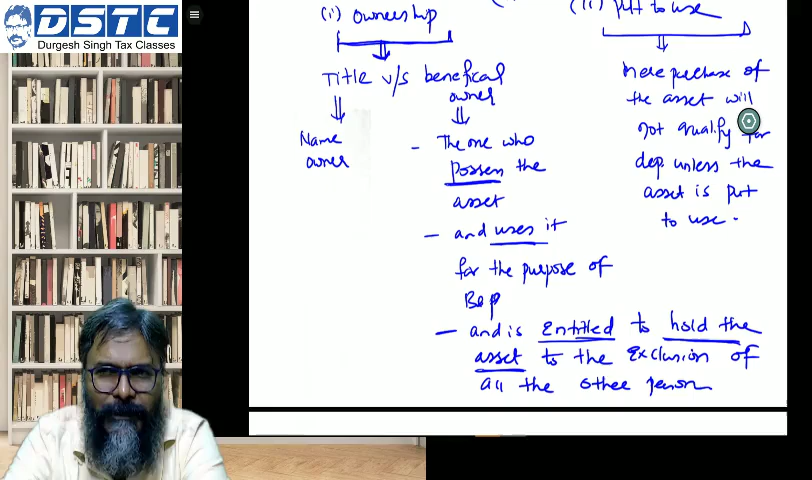 DSTC
Durgesh Singh Tax Classes
(i) Ownership
Title v/s benefical
owner
Name
owner
- The one who
possess the
asset
- and uses it
for the purpose of
B&P
- and is Entitled to hold the
asset to the Exclusion of
all the other person
(ii) Put to use
here purchase of
the asset will
not qualify for
dep unless the
asset is put
to use.